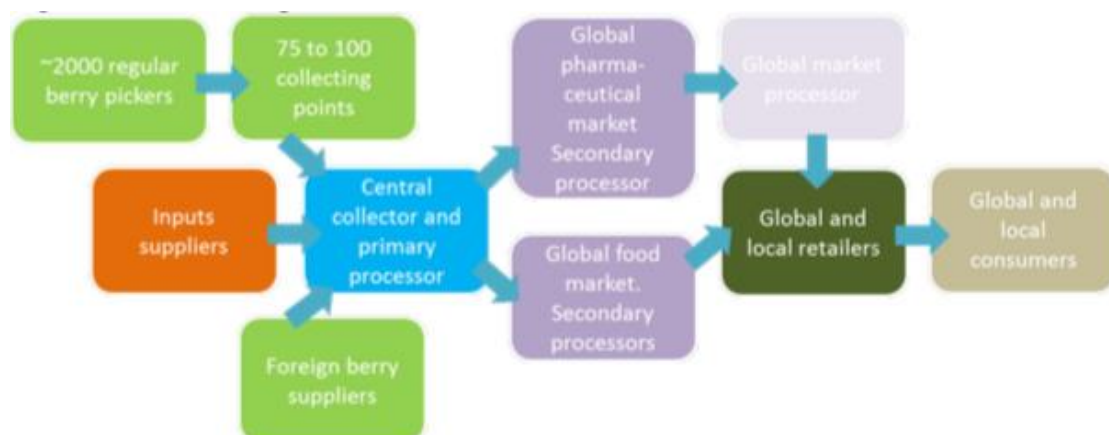 ~2000 regular
berry pickers
75 to 100
collecting
points
Global
pharma-
ceutical
market
Secondary
processor
Global market
processor
Inputs
suppliers
Central
collector and
primary
processor
Global and
local retailers
Global and
local
consumers
Global food
market.
Secondary
processors
Foreign berry
suppliers